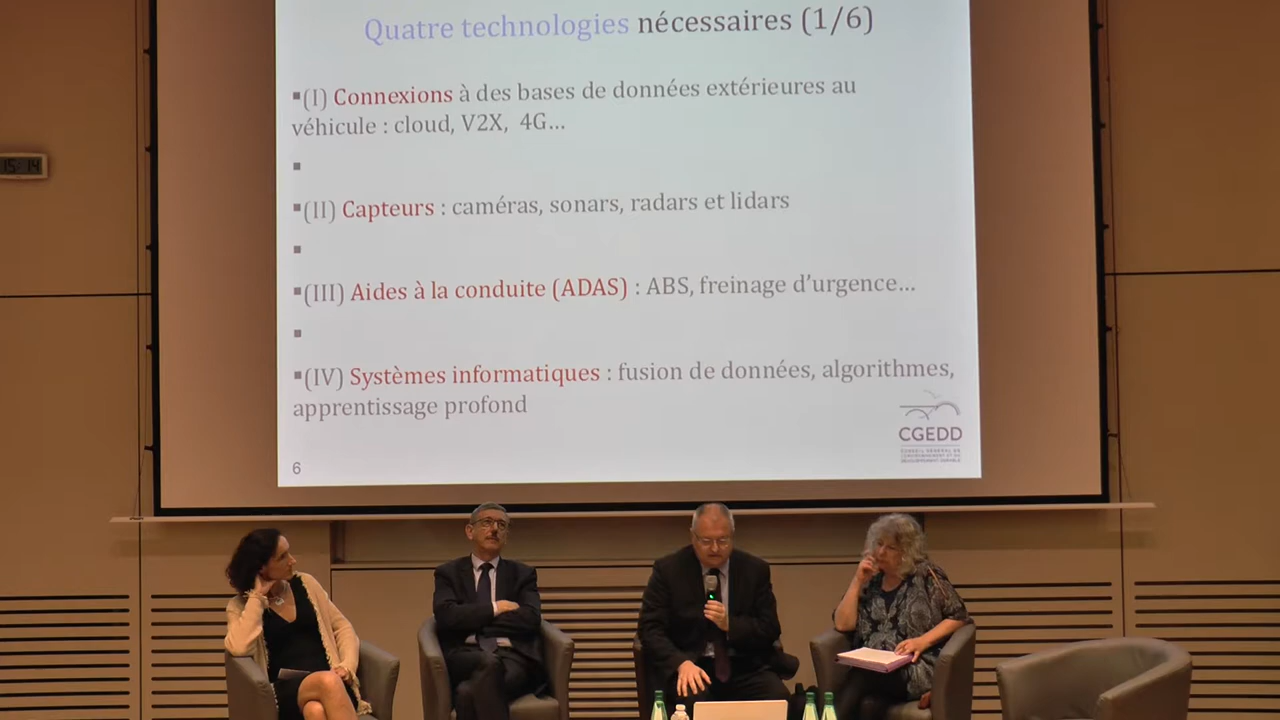 Quatre technologies nécessaires (1/6)
▪(I) Connexions à des bases de données extérieures au
véhicule : cloud, V2X, 4G...
▪
▪(II) Capteurs : caméras, sonars, radars et lidars
▪
▪(III) Aides à la conduite (ADAS) : ABS, freinage d'urgence...
▪
▪(IV) Systèmes informatiques : fusion de données, algorithmes,
apprentissage profond
CGEDD
6
15:14